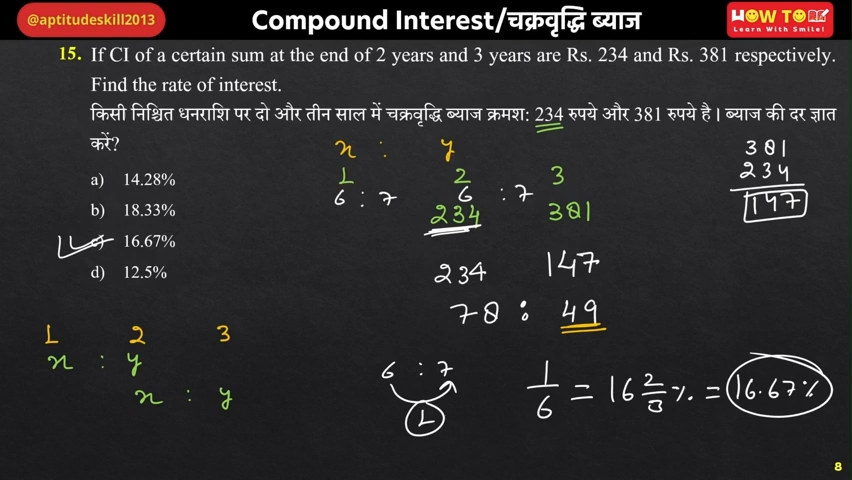 @aptitudeskill2013
Compound Interest/चक्रवृद्धि ब्याज
HOW TO
Learn With Smile!
15. If CI of a certain sum at the end of 2 years and 3 years are Rs. 234 and Rs. 381 respectively.
Find the rate of interest.
किसी निश्चित धनराशि पर दो और तीन साल में चक्रवृद्धि ब्याज क्रमश: 234 रुपये और 381 रुपये है। ब्याज की दर ज्ञात
करें?
a) 14.28%
b) 18.33%
c) 16.67%
d) 12.5%
x : y
1 2 3
6 : 7 6 : 7
234 381
234 147
78 : 49
381
234
147
1 2 3
x : y
x : y
6 : 7
1
1/6 = 16 2/3 % = 16.67%
8